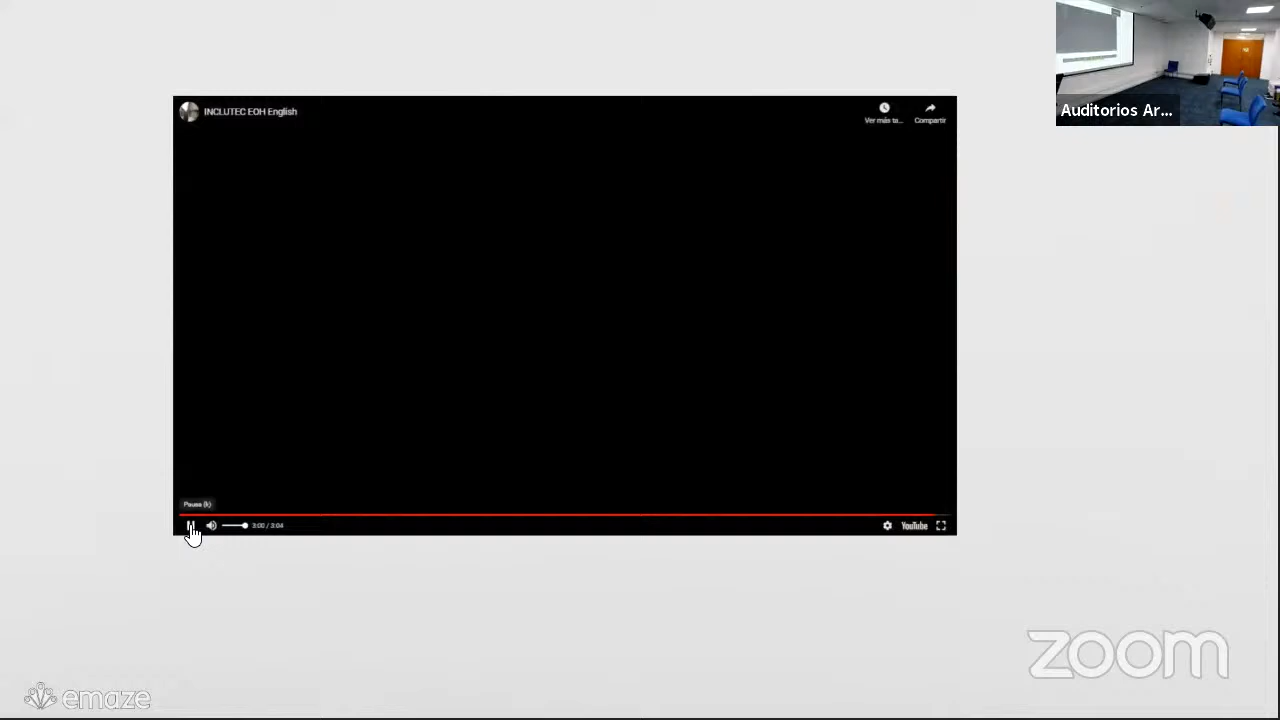 INCLUTEC EOH English
Ver más ta...
Compartir
Auditorios Ar...
Pausa (k)
3:00 / 3:04
YouTube
zoom
emaze